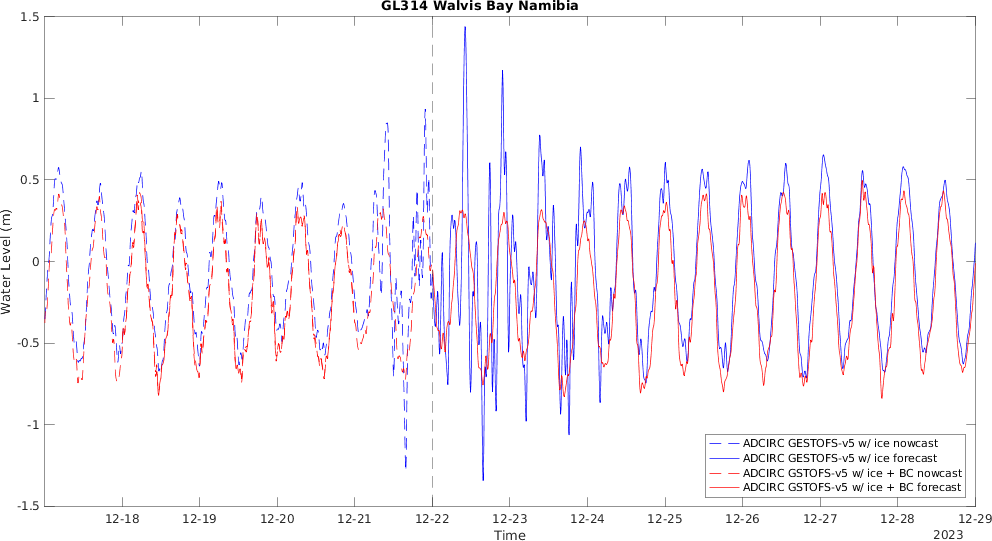 GL314 Walvis Bay Namibia
1.5
1
0.5
0
-0.5
-1
-1.5
Water Level (m)
ADCIRC GESTOFS-v5 w/ ice nowcast
ADCIRC GESTOFS-v5 w/ ice forecast
ADCIRC GSTOFS-v5 w/ ice + BC nowcast
ADCIRC GSTOFS-v5 w/ ice + BC forecast
12-18 12-19 12-20 12-21 12-22 12-23 12-24 12-25 12-26 12-27 12-28 12-29
Time
2023